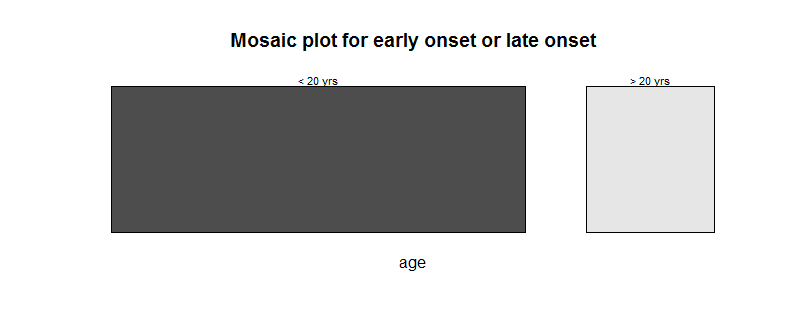 Mosaic plot for early onset or late onset
< 20 yrs
> 20 yrs
age